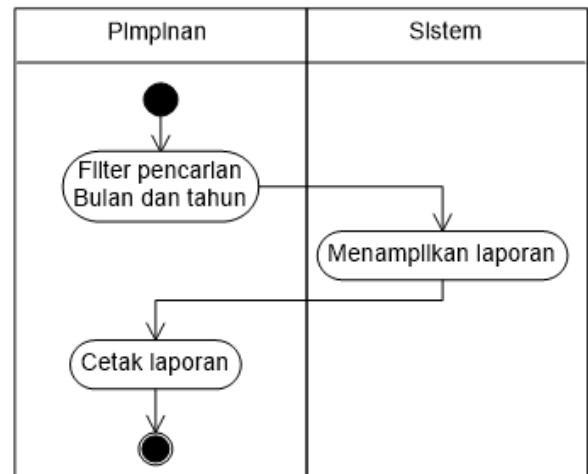 Pimpinan
Sistem
Filter pencarian
Bulan dan tahun
Menampilkan laporan
Cetak laporan